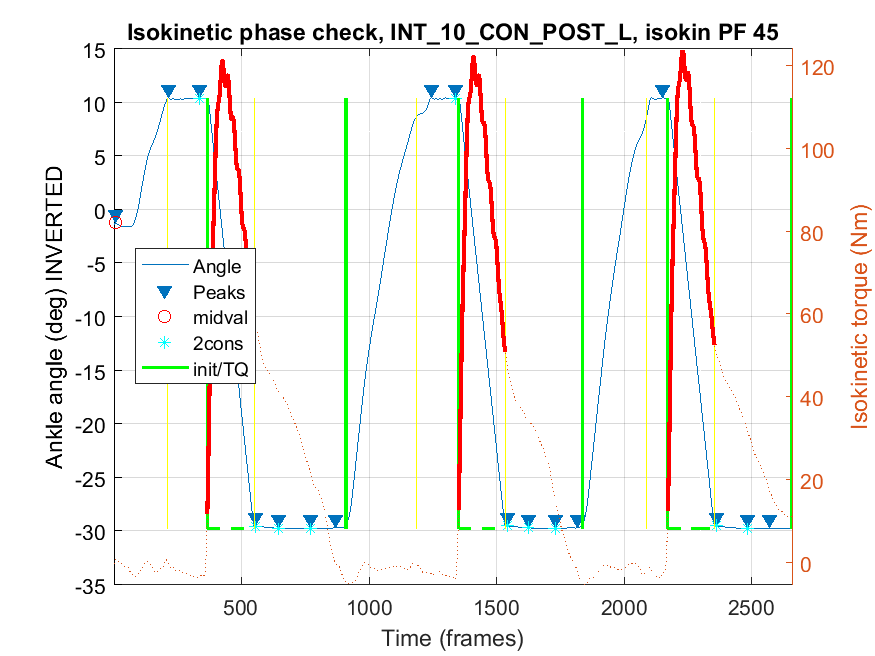 Isokinetic phase check, INT_10_CON_POST_L, isokin PF 45
Ankle angle (deg) INVERTED
15
10
5
0
-5
-10
-15
-20
-25
-30
-35
Angle
Peaks
midval
2cons
init/TQ
120
100
80
60
40
20
0
Isokinetic torque (Nm)
500
1000
1500
2000
2500
Time (frames)